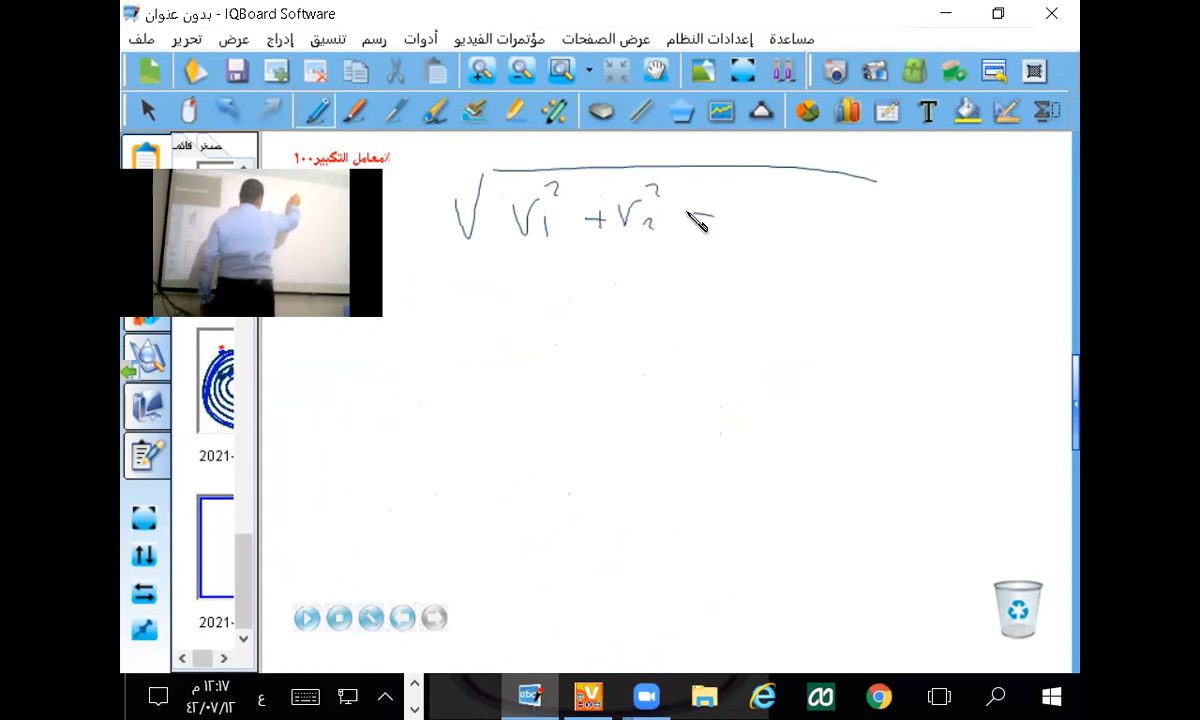 بدون عنوان - IQBoard Software
ملف تحرير عرض إدراج تنسيق رسم أدوات مؤتمرات الفيديو عرض الصفحات إعدادات النظام مساعدة
معامل التكبير١٠٠٪
√ V₁² + V₂²
2021-
2021-
١٢:١٧ م
٤٢/٠٧/١٢
ع